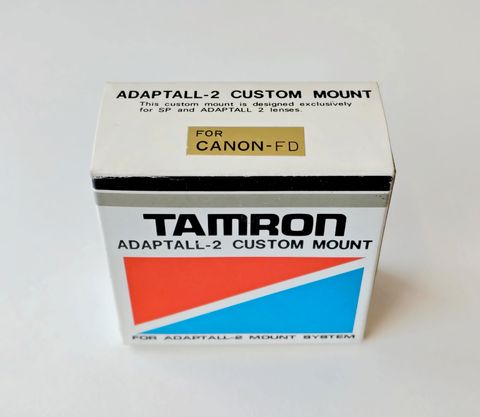 ADAPTALL-2 CUSTOM MOUNT
This custom mount is designed exclusively
for SP and ADAPTALL 2 lenses.
FOR
CANON-FD
TAMRON
ADAPTALL-2 CUSTOM MOUNT
FOR ADAPTALL-2 MOUNT SYSTEM